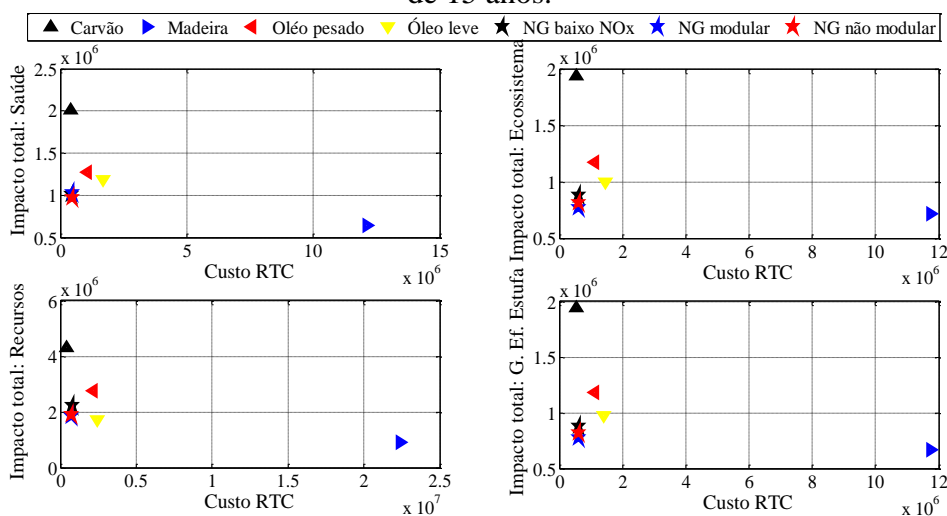 de 15 anos.
Carvão Madeira Oléo pesado Óleo leve NG baixo NOx NG modular NG não modular
x 10^6
2.5
2
1.5
1
0.5
0 5 10 15
x 10^6
Custo RTC
Impacto total: Saúde
x 10^6
2
1.5
1
0.5
0 2 4 6 8 10 12
x 10^6
Custo RTC
Impacto total: Ecossistema
x 10^6
6
4
2
0
0 0.5 1 1.5 2 2.5
x 10^7
Custo RTC
Impacto total: Recursos
x 10^6
2
1.5
1
0.5
0 2 4 6 8 10 12
x 10^6
Custo RTC
Impacto total: G. Ef. Estufa